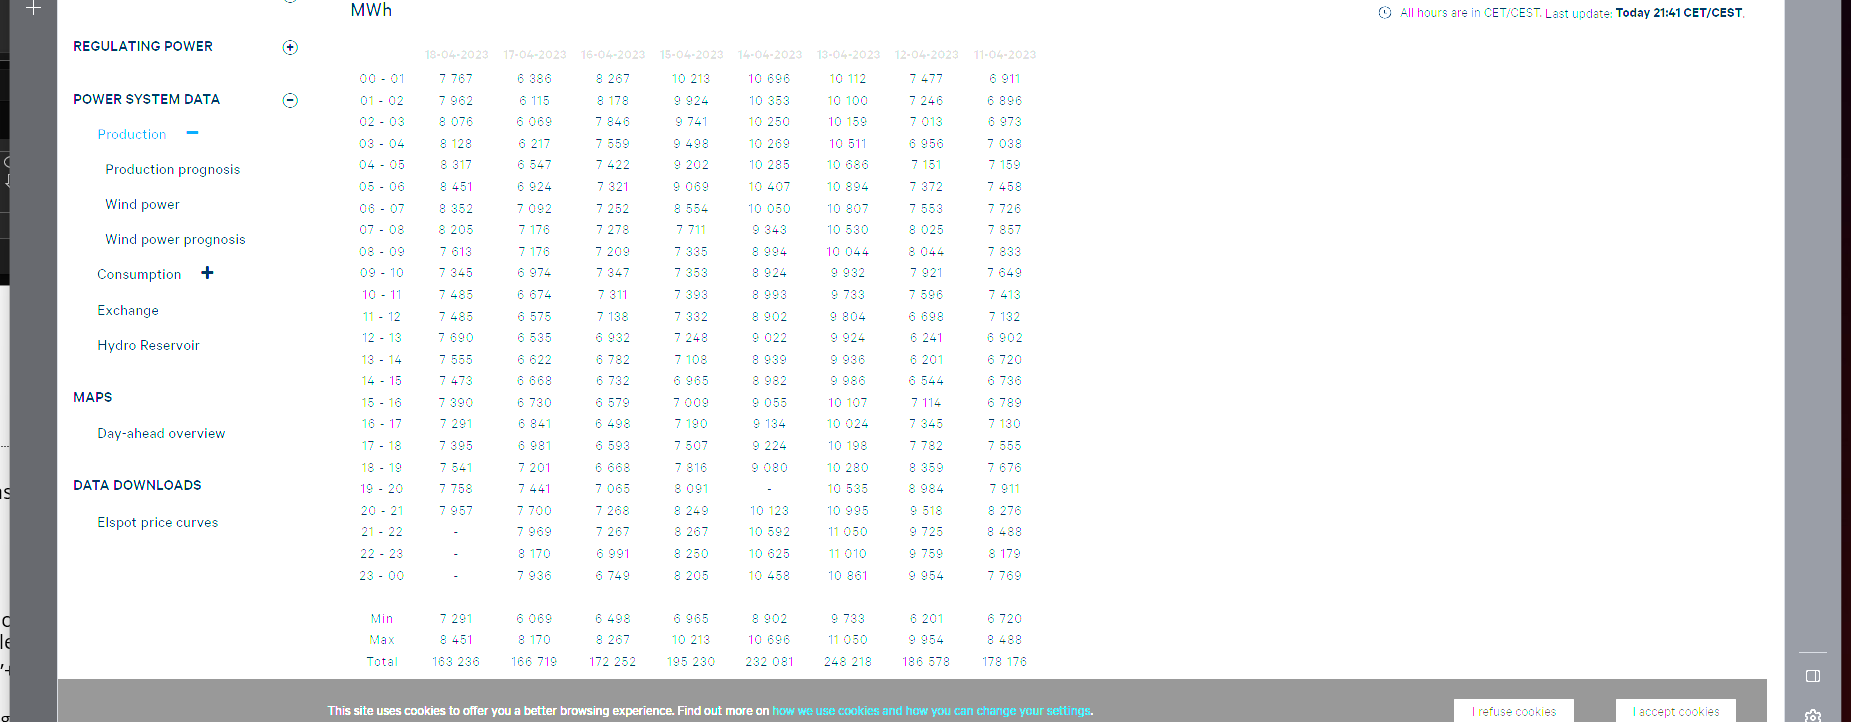 MWh
All hours are in CET/CEST. Last update: Today 21:41 CET/CEST.
REGULATING POWER
POWER SYSTEM DATA
Production
Production prognosis
Wind power
Wind power prognosis
Consumption
Exchange
Hydro Reservoir
MAPS
Day-ahead overview
DATA DOWNLOADS
Elspot price curves
18-04-2023 17-04-2023 16-04-2023 15-04-2023 14-04-2023 13-04-2023 12-04-2023 11-04-2023
00 - 01 7 767 6 386 8 267 10 213 10 696 10 112 7 477 6 911
01 - 02 7 962 6 115 8 178 9 924 10 353 10 100 7 246 6 896
02 - 03 8 076 6 069 7 846 9 741 10 250 10 159 7 013 6 973
03 - 04 8 128 6 217 7 559 9 498 10 269 10 511 6 956 7 038
04 - 05 8 317 6 547 7 422 9 202 10 285 10 686 7 151 7 159
05 - 06 8 451 6 924 7 321 9 069 10 407 10 894 7 372 7 458
06 - 07 8 352 7 092 7 252 8 554 10 050 10 807 7 553 7 726
07 - 08 8 205 7 176 7 278 7 711 9 343 10 530 8 025 7 857
08 - 09 7 613 7 176 7 209 7 335 8 994 10 044 8 044 7 833
09 - 10 7 345 6 974 7 347 7 353 8 924 9 932 7 921 7 649
10 - 11 7 485 6 674 7 311 7 393 8 993 9 733 7 596 7 413
11 - 12 7 485 6 575 7 138 7 332 8 902 9 804 6 698 7 132
12 - 13 7 690 6 535 6 932 7 248 9 022 9 924 6 241 6 902
13 - 14 7 555 6 622 6 782 7 108 8 939 9 936 6 201 6 720
14 - 15 7 473 6 668 6 732 6 965 8 982 9 986 6 544 6 736
15 - 16 7 390 6 730 6 579 7 009 9 055 10 107 7 114 6 789
16 - 17 7 291 6 841 6 498 7 190 9 134 10 024 7 345 7 130
17 - 18 7 395 6 981 6 593 7 507 9 224 10 198 7 782 7 555
18 - 19 7 541 7 201 6 668 7 816 9 080 10 280 8 359 7 676
19 - 20 7 758 7 441 7 065 8 091 - 10 535 8 984 7 911
20 - 21 7 957 7 700 7 268 8 249 10 123 10 995 9 518 8 276
21 - 22 - 7 969 7 267 8 267 10 592 11 050 9 725 8 488
22 - 23 - 8 170 6 991 8 250 10 625 11 010 9 759 8 179
23 - 00 - 7 936 6 749 8 205 10 458 10 861 9 954 7 769
Min 7 291 6 069 6 498 6 965 8 902 9 733 6 201 6 720
Max 8 451 8 170 8 267 10 213 10 696 11 050 9 954 8 488
Total 163 236 166 719 172 252 195 230 232 081 248 218 186 578 178 176
This site uses cookies to offer you a better browsing experience. Find out more on how we use cookies and how you can change your settings.
I refuse cookies
I accept cookies